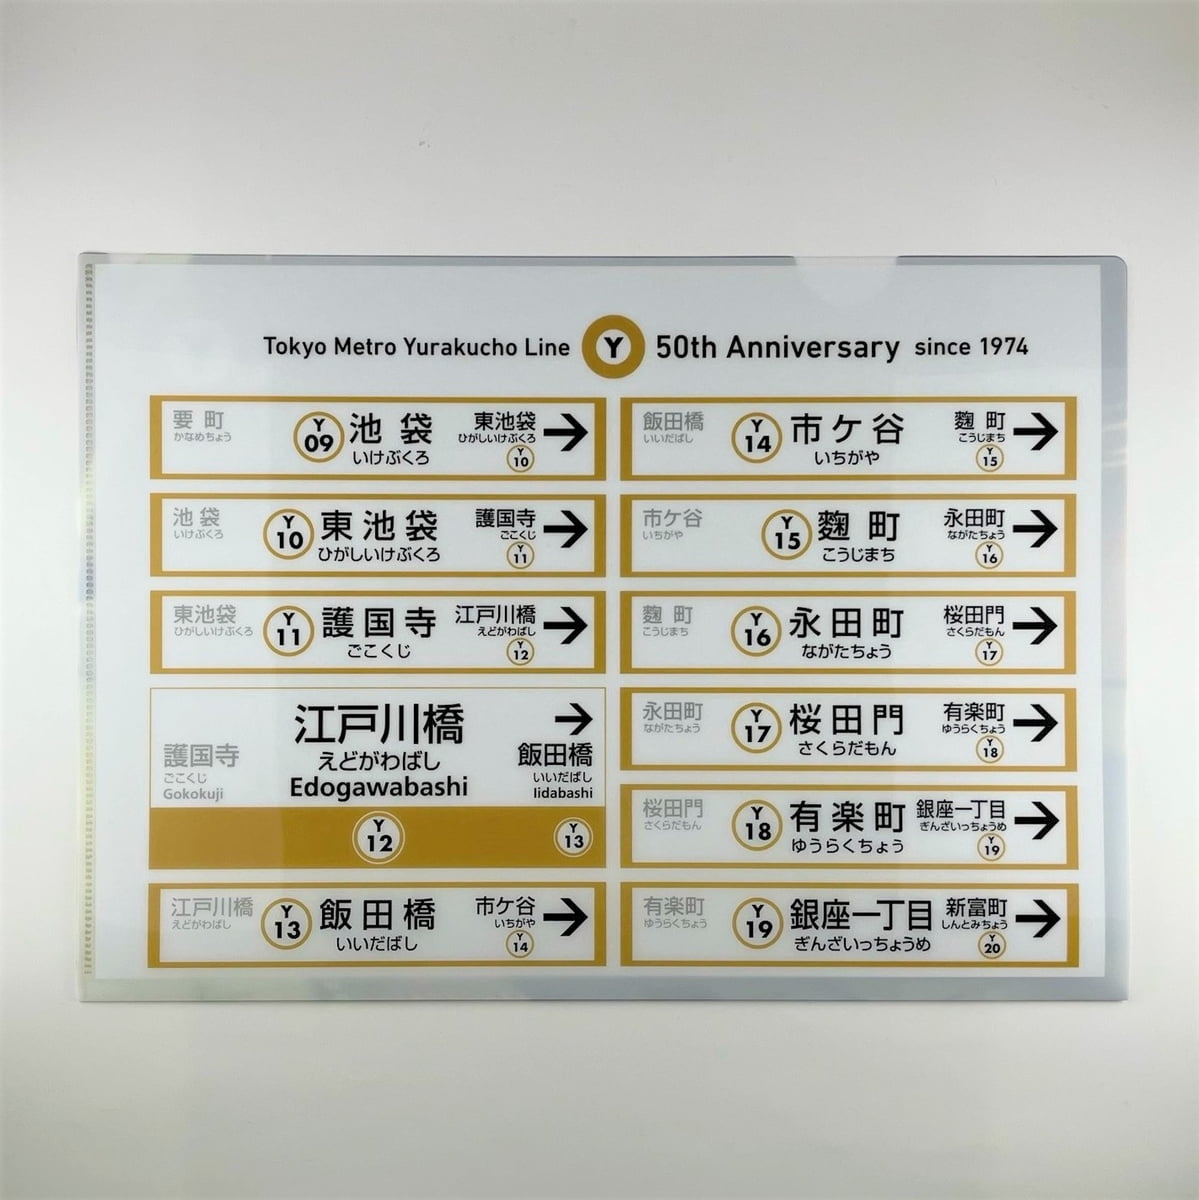 Tokyo Metro Yurakucho Line Y 50th Anniversary since 1974
要町
かなめちょう
Y
09
池袋
いけぶくろ
東池袋
ひがしいけぶくろ
Y
10
池袋
いけぶくろ
Y
10
東池袋
ひがしいけぶくろ
護国寺
ごこくじ
Y
11
東池袋
ひがしいけぶくろ
Y
11
護国寺
ごこくじ
江戸川橋
えどがわばし
Y
12
護国寺
ごこくじ
Gokokuji
江戸川橋
えどがわばし
Edogawabashi
飯田橋
いいだばし
Iidabashi
Y
12
Y
13
江戸川橋
えどがわばし
Y
13
飯田橋
いいだばし
市ケ谷
いちがや
Y
14
飯田橋
いいだばし
Y
14
市ケ谷
いちがや
麴町
こうじまち
Y
15
市ケ谷
いちがや
Y
15
麴町
こうじまち
永田町
ながたちょう
Y
16
麴町
こうじまち
Y
16
永田町
ながたちょう
桜田門
さくらだもん
Y
17
永田町
ながたちょう
Y
17
桜田門
さくらだもん
有楽町
ゆうらくちょう
Y
18
桜田門
さくらだもん
Y
18
有楽町
ゆうらくちょう
銀座一丁目
ぎんざいっちょうめ
Y
19
有楽町
ゆうらくちょう
Y
19
銀座一丁目
ぎんざいっちょうめ
新富町
しんとみちょう
Y
20